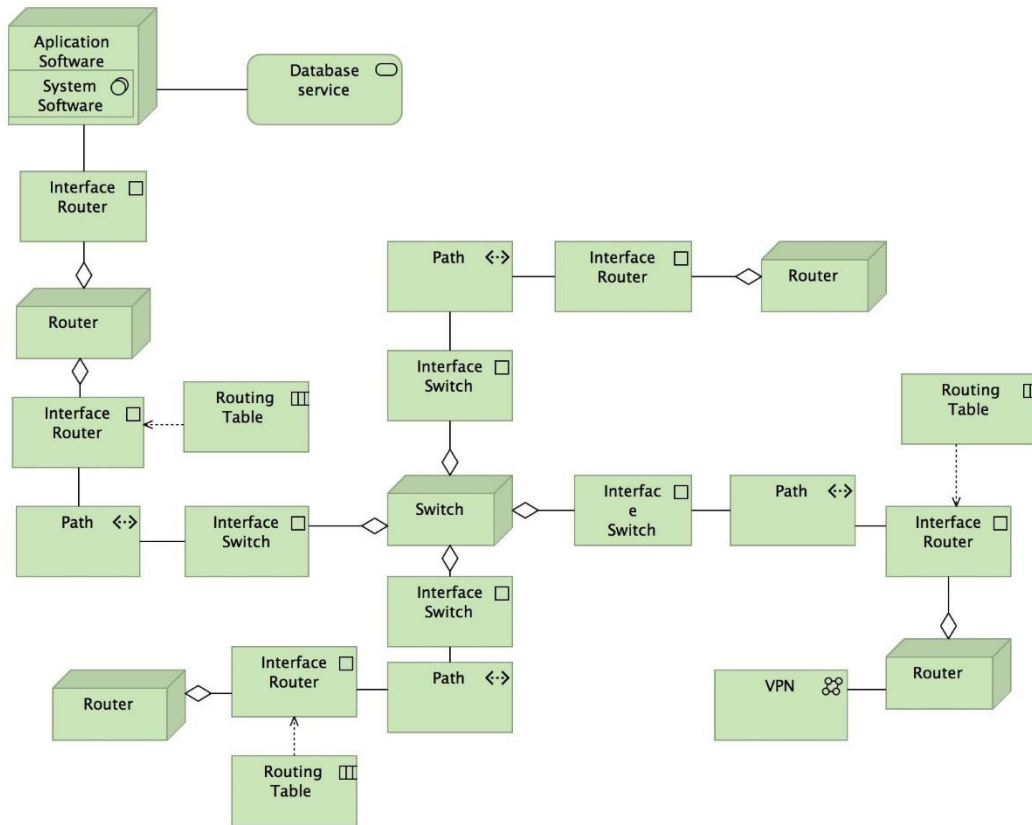 Aplication
Software
System
Software
Database
service
Interface
Router
Router
Interface
Router
Routing
Table
Path
Interface
Switch
Path
Interface
Router
Router
Interface
Switch
Switch
Interfac
e
Switch
Path
Routing
Table
Interface
Router
Router
VPN
Interface
Switch
Path
Interface
Router
Router
Routing
Table